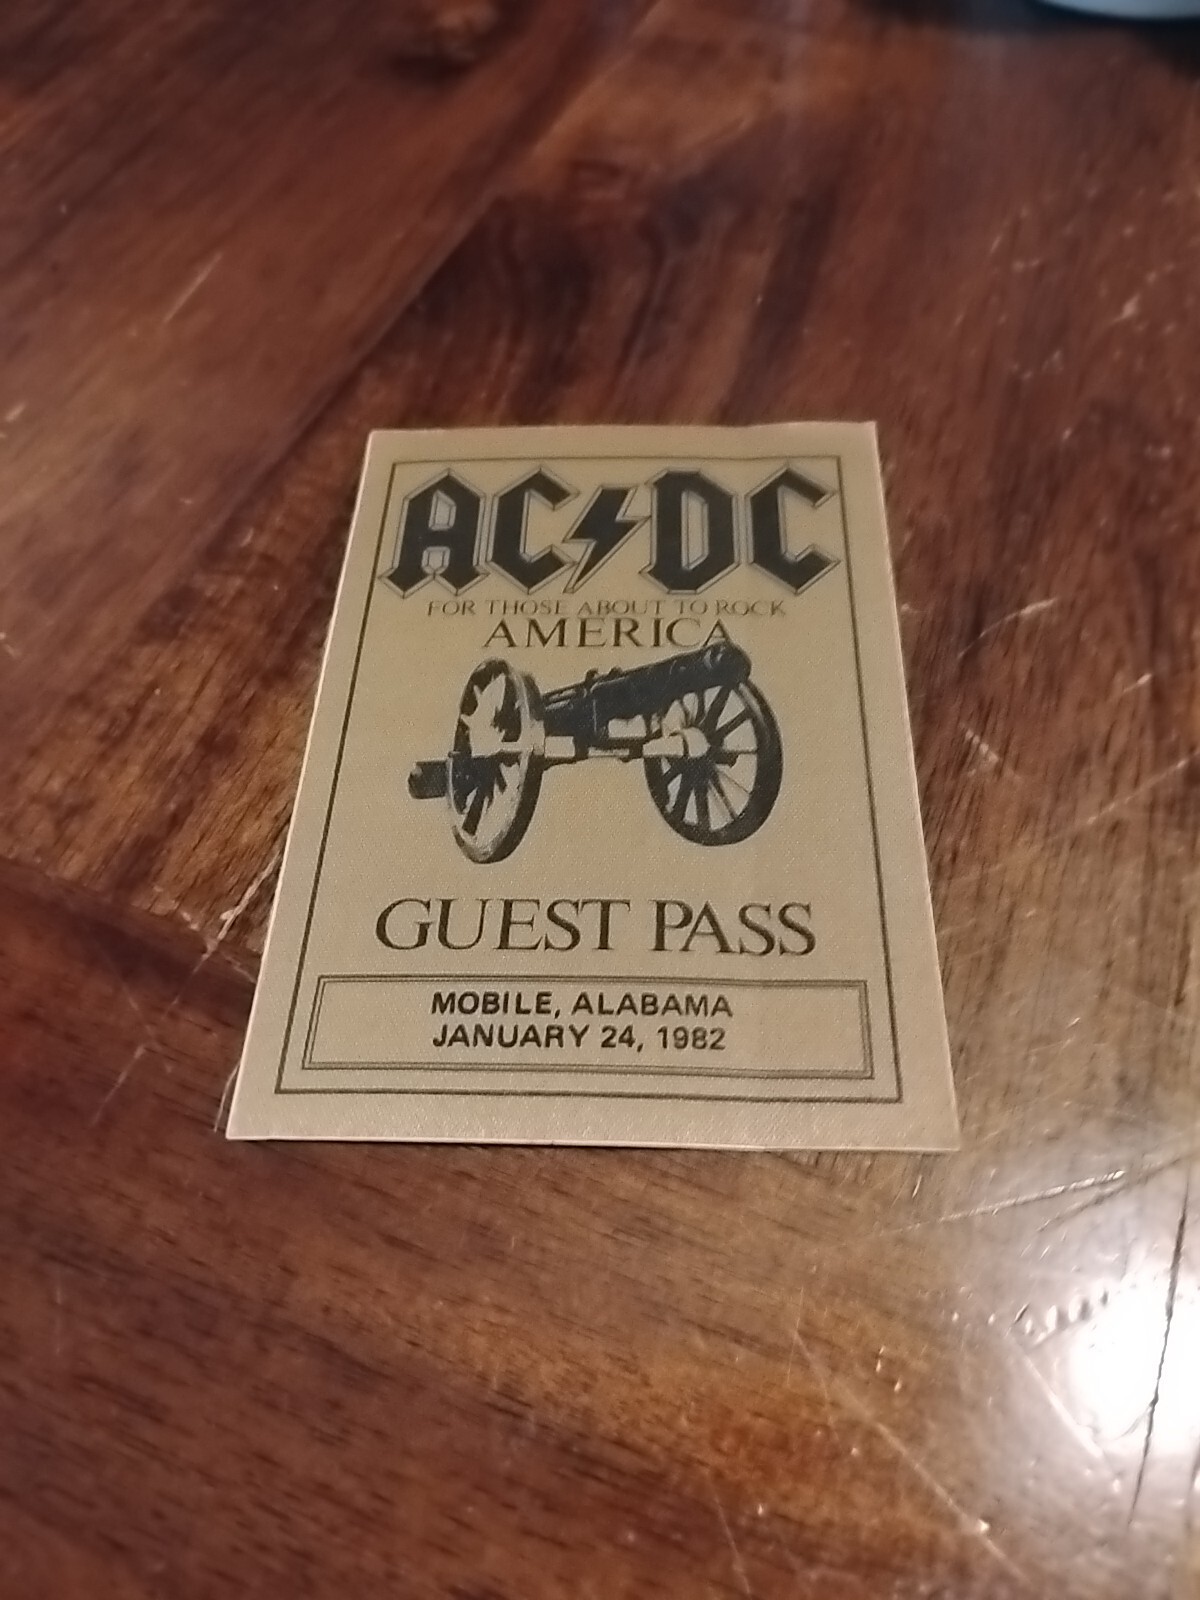 AC⚡DC
FOR THOSE ABOUT TO ROCK
AMERICA
GUEST PASS
MOBILE, ALABAMA
JANUARY 24, 1982